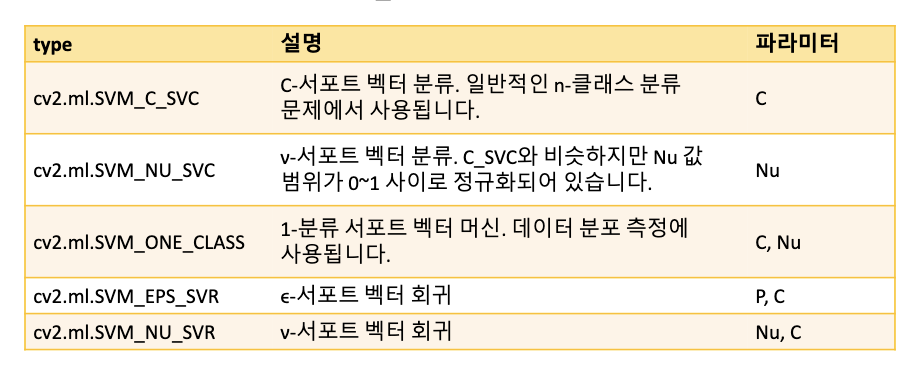 type 설명 파라미터
cv2.ml.SVM_C_SVC C-서포트 벡터 분류. 일반적인 n-클래스 분류 C
문제에서 사용됩니다.
cv2.ml.SVM_NU_SVC ν-서포트 벡터 분류. C_SVC와 비슷하지만 Nu 값 Nu
범위가 0~1 사이로 정규화되어 있습니다.
cv2.ml.SVM_ONE_CLASS 1-분류 서포트 벡터 머신. 데이터 분포 측정에 C, Nu
사용됩니다.
cv2.ml.SVM_EPS_SVR ϵ-서포트 벡터 회귀 P, C
cv2.ml.SVM_NU_SVR ν-서포트 벡터 회귀 Nu, C